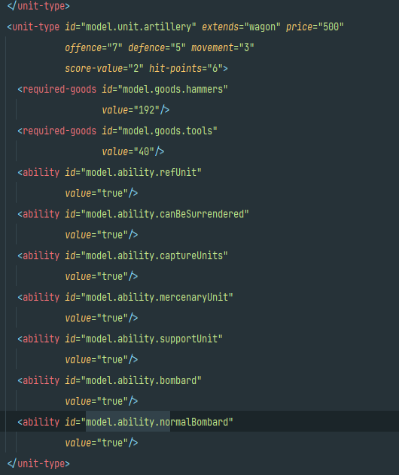 </unit-type>
<unit-type id="model.unit.artillery" extends="wagon" price="500"
offence="7" defence="5" movement="3"
score-value="2" hit-points="6">
<required-goods id="model.goods.hammers"
value="192"/>
<required-goods id="model.goods.tools"
value="40"/>
<ability id="model.ability.refUnit"
value="true"/>
<ability id="model.ability.canBeSurrendered"
value="true"/>
<ability id="model.ability.captureUnits"
value="true"/>
<ability id="model.ability.mercenaryUnit"
value="true"/>
<ability id="model.ability.supportUnit"
value="true"/>
<ability id="model.ability.bombard"
value="true"/>
<ability id="model.ability.normalBombard"
value="true"/>
</unit-type>